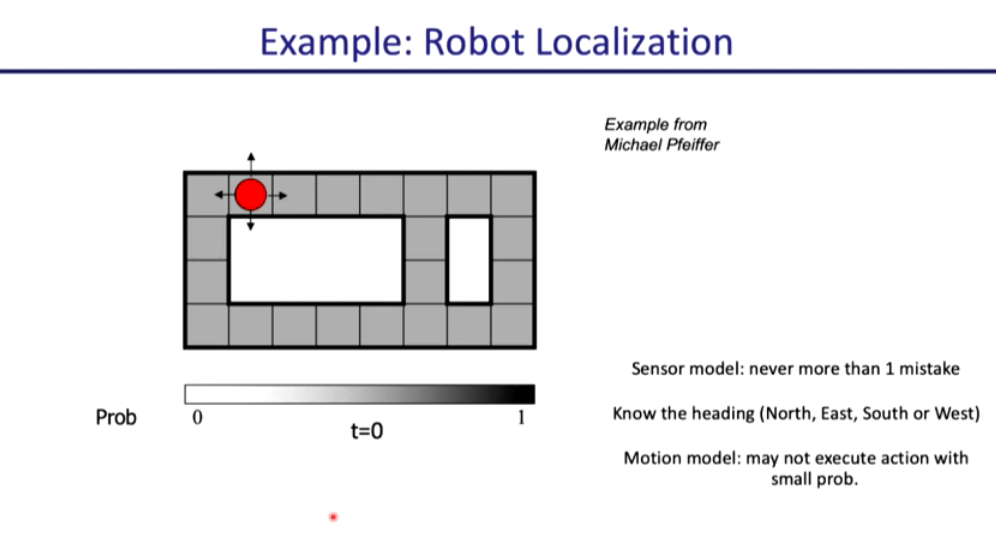 Example: Robot Localization
Example from
Michael Pfeiffer
Sensor model: never more than 1 mistake
Know the heading (North, East, South or West)
Motion model: may not execute action with
small prob.
Prob
0
1
t=0